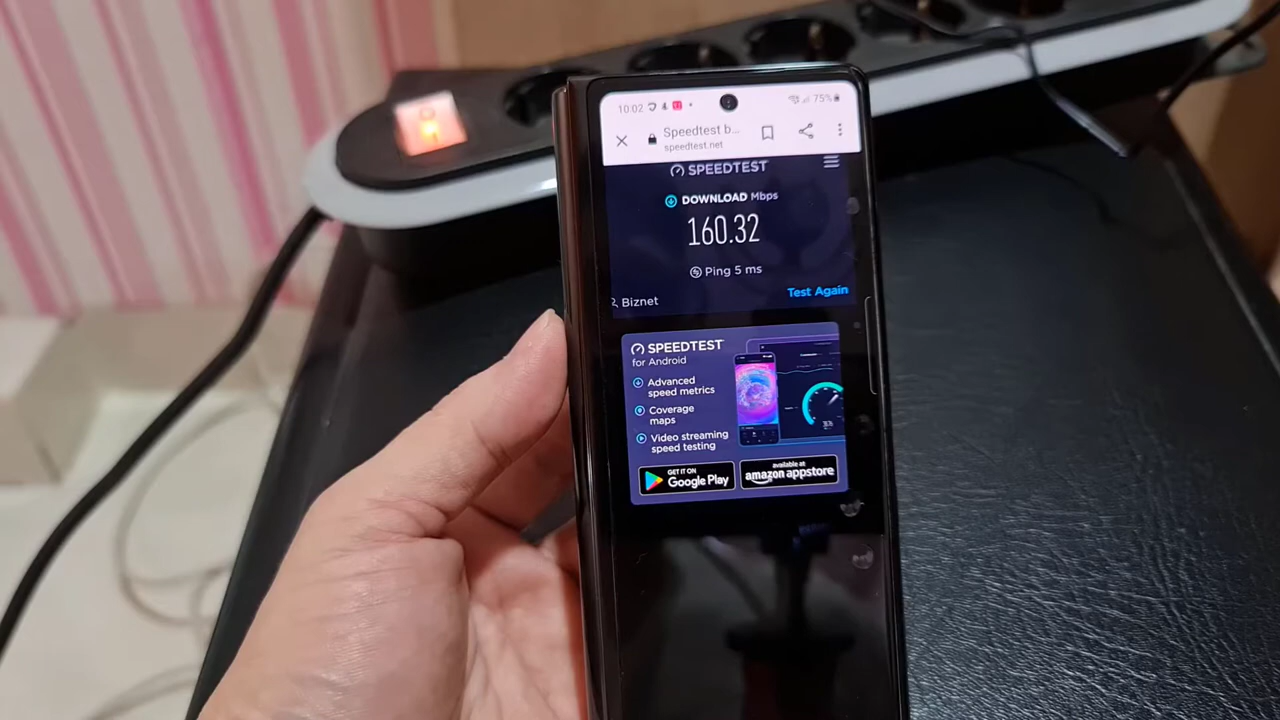 10:02
75%
Speedtest b...
speedtest.net
SPEEDTEST
DOWNLOAD Mbps
160.32
Ping 5 ms
Biznet
Test Again
SPEEDTEST
for Android
Advanced
speed metrics
Coverage
maps
Video streaming
speed testing
GET IT ON
Google Play
available at
amazon appstore